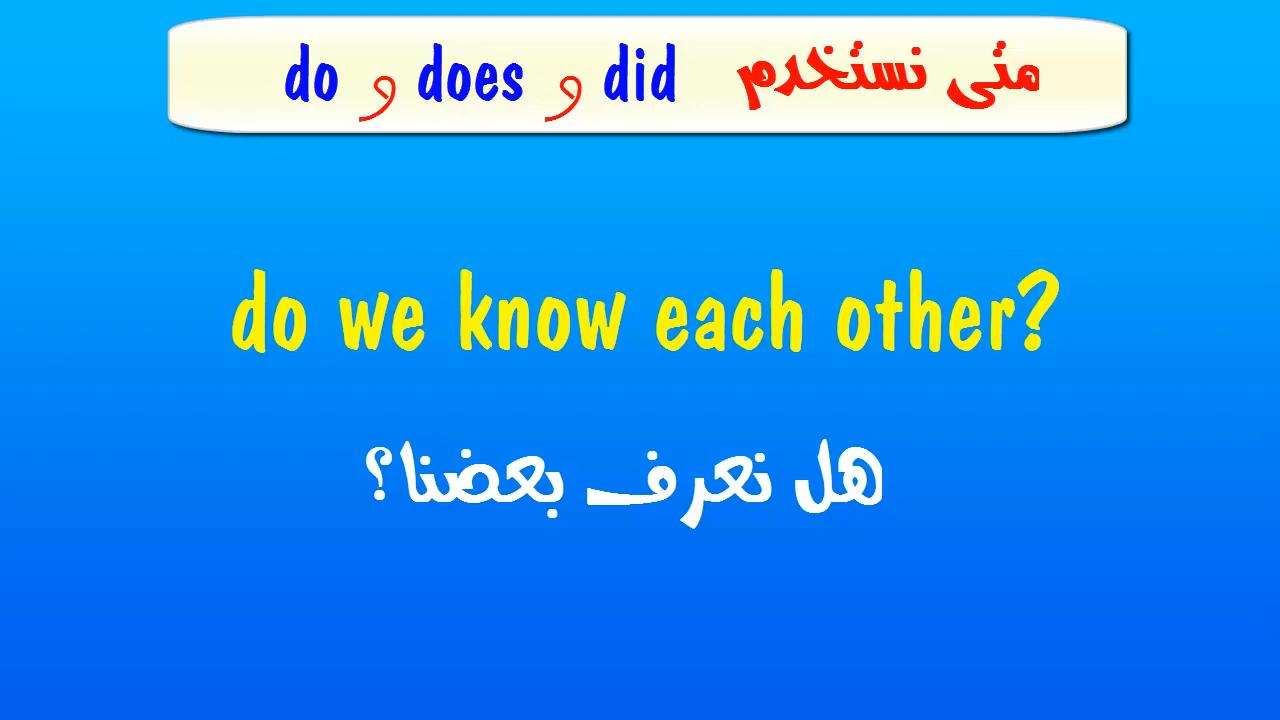 متى نستخدم did و does و do
do we know each other?
هل نعرف بعضنا؟